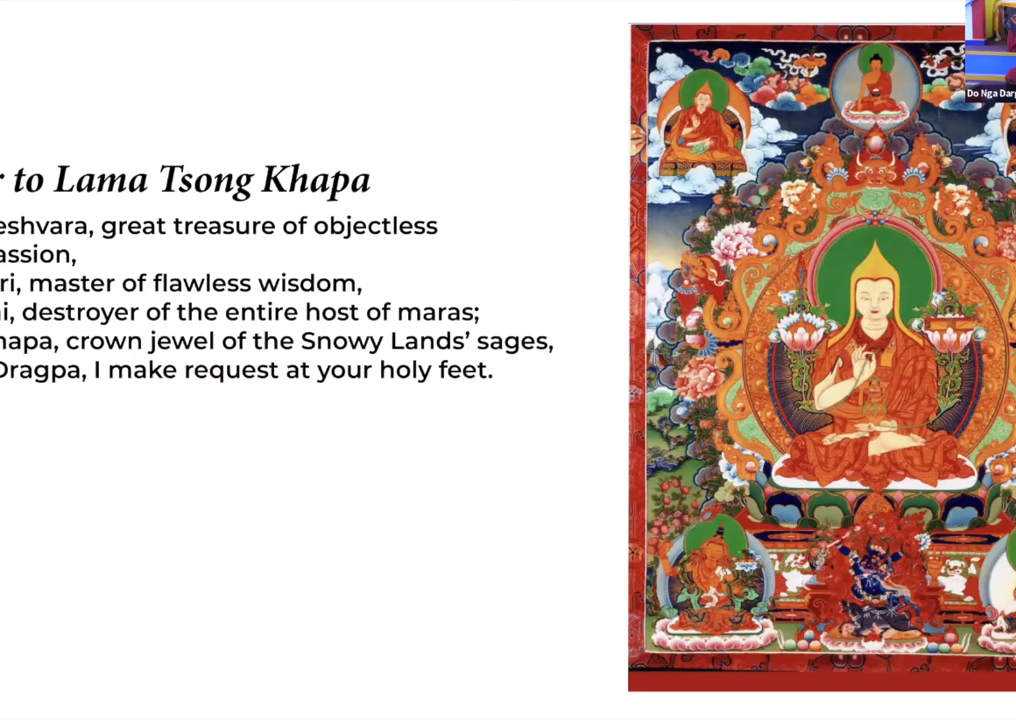 r to Lama Tsong Khapa
eshvara, great treasure of objectless
assion,
ri, master of flawless wisdom,
i, destroyer of the entire host of maras;
hapa, crown jewel of the Snowy Lands’ sages,
Dragpa, I make request at your holy feet.
Do Nga Darg